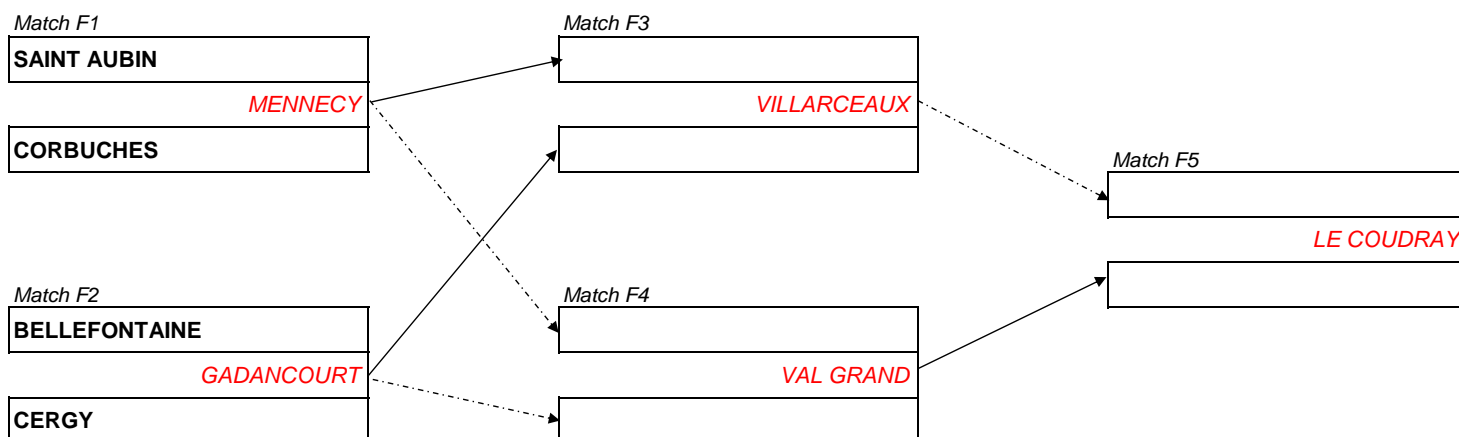 Match F1
SAINT AUBIN
MENNECY
CORBUCHES
Match F2
BELLEFONTAINE
GADANCOURT
CERGY
Match F3
VILLARCEAUX
Match F4
VAL GRAND
Match F5
LE COUDRAY